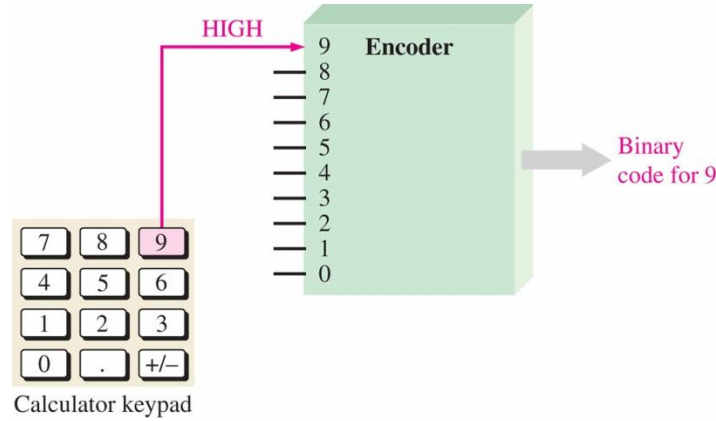 HIGH
9 Encoder
8
7
6
5
4
3
2
1
0
Binary
code for 9
7 8 9
4 5 6
1 2 3
0 . +/–
Calculator keypad